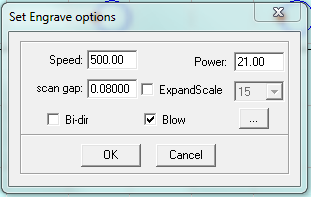 Set Engrave options
Speed: 500.00 Power: 21.00
scan gap: 0.08000 ExpandScale 15
Bi-dir Blow ...
OK Cancel